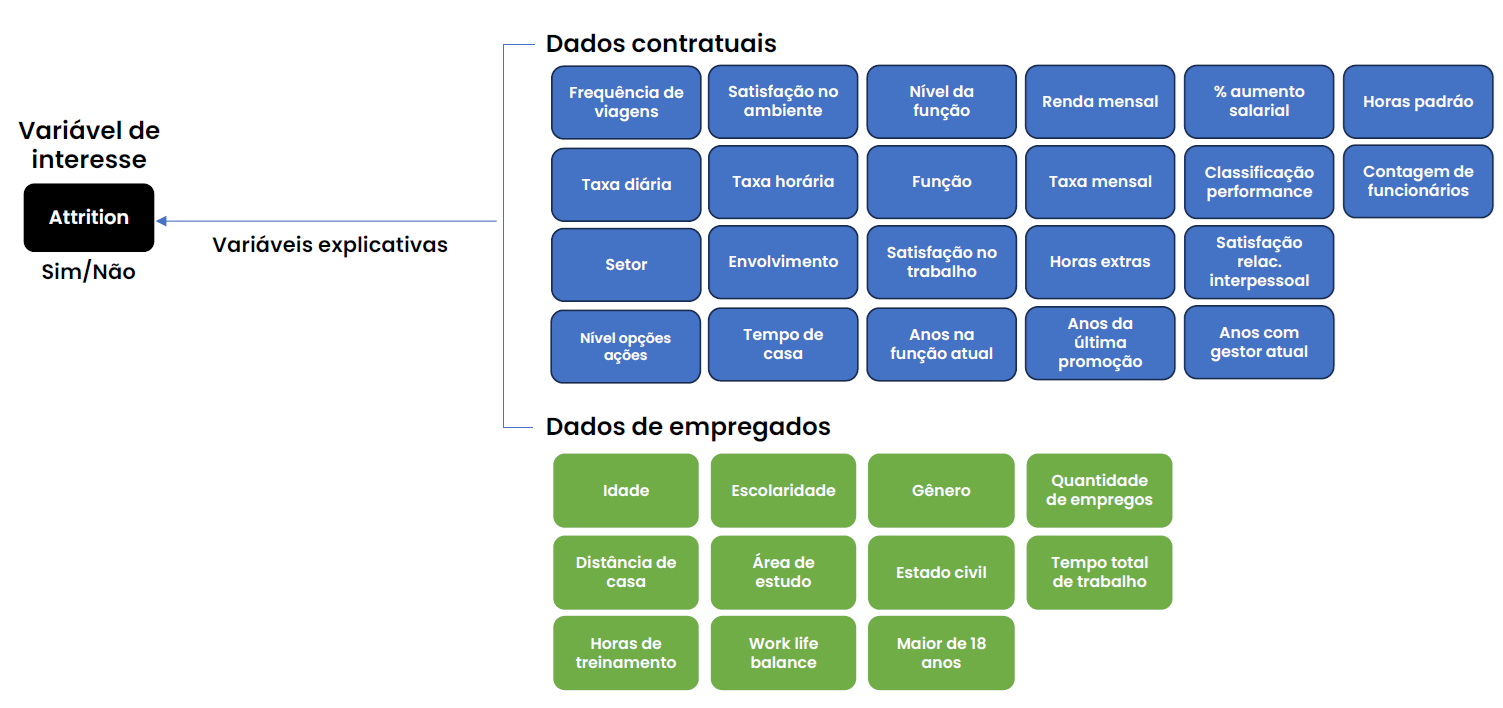 Variável de
interesse
Attrition
Sim/Não
Variáveis explicativas
Dados contratuais
Frequência de
viagens
Satisfação no
ambiente
Nível da
função
Renda mensal
% aumento
salarial
Horas padráo
Taxa diária
Taxa horária
Função
Taxa mensal
Classificação
performance
Contagem de
funcionários
Setor
Envolvimento
Satisfação no
trabalho
Horas extras
Satisfação
relac.
interpessoal
Nível opções
ações
Tempo de
casa
Anos na
função atual
Anos da
última
promoção
Anos com
gestor atual
Dados de empregados
Idade
Escolaridade
Gênero
Quantidade
de empregos
Distância de
casa
Área de
estudo
Estado civil
Tempo total
de trabalho
Horas de
treinamento
Work life
balance
Maior de 18
anos